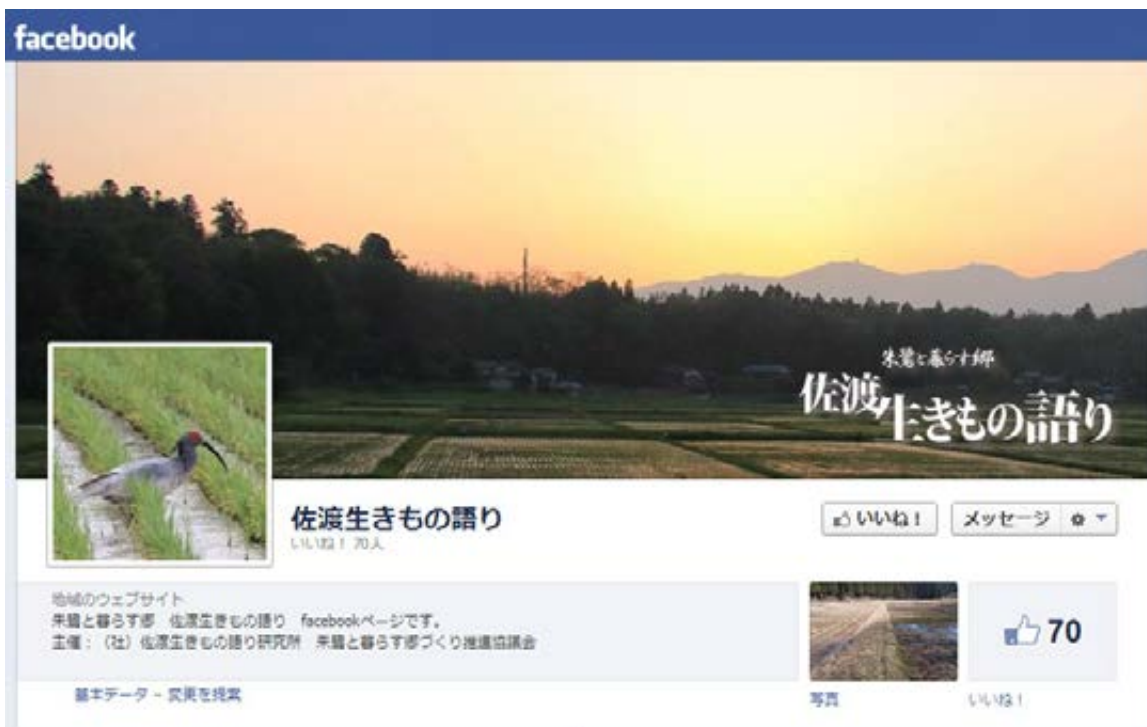 facebook
朱鷺と暮らす郷
佐渡生きもの語り
佐渡生きもの語り
いいね! 70人
いいね!
メッセージ
地域のウェブサイト
朱鷺と暮らす郷 佐渡生きもの語り facebookページです。
主催:(社)佐渡生きもの語り研究所 朱鷺と暮らす郷づくり推進協議会
70
基本データ - 変更を提案
写真
いいね!